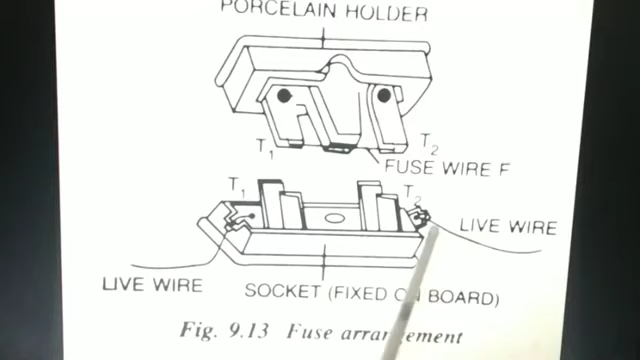 PORCELAIN HOLDER
T1
T2
FUSE WIRE F
T1
T2
LIVE WIRE
LIVE WIRE
SOCKET (FIXED ON BOARD)
Fig. 9.13 Fuse arrangement